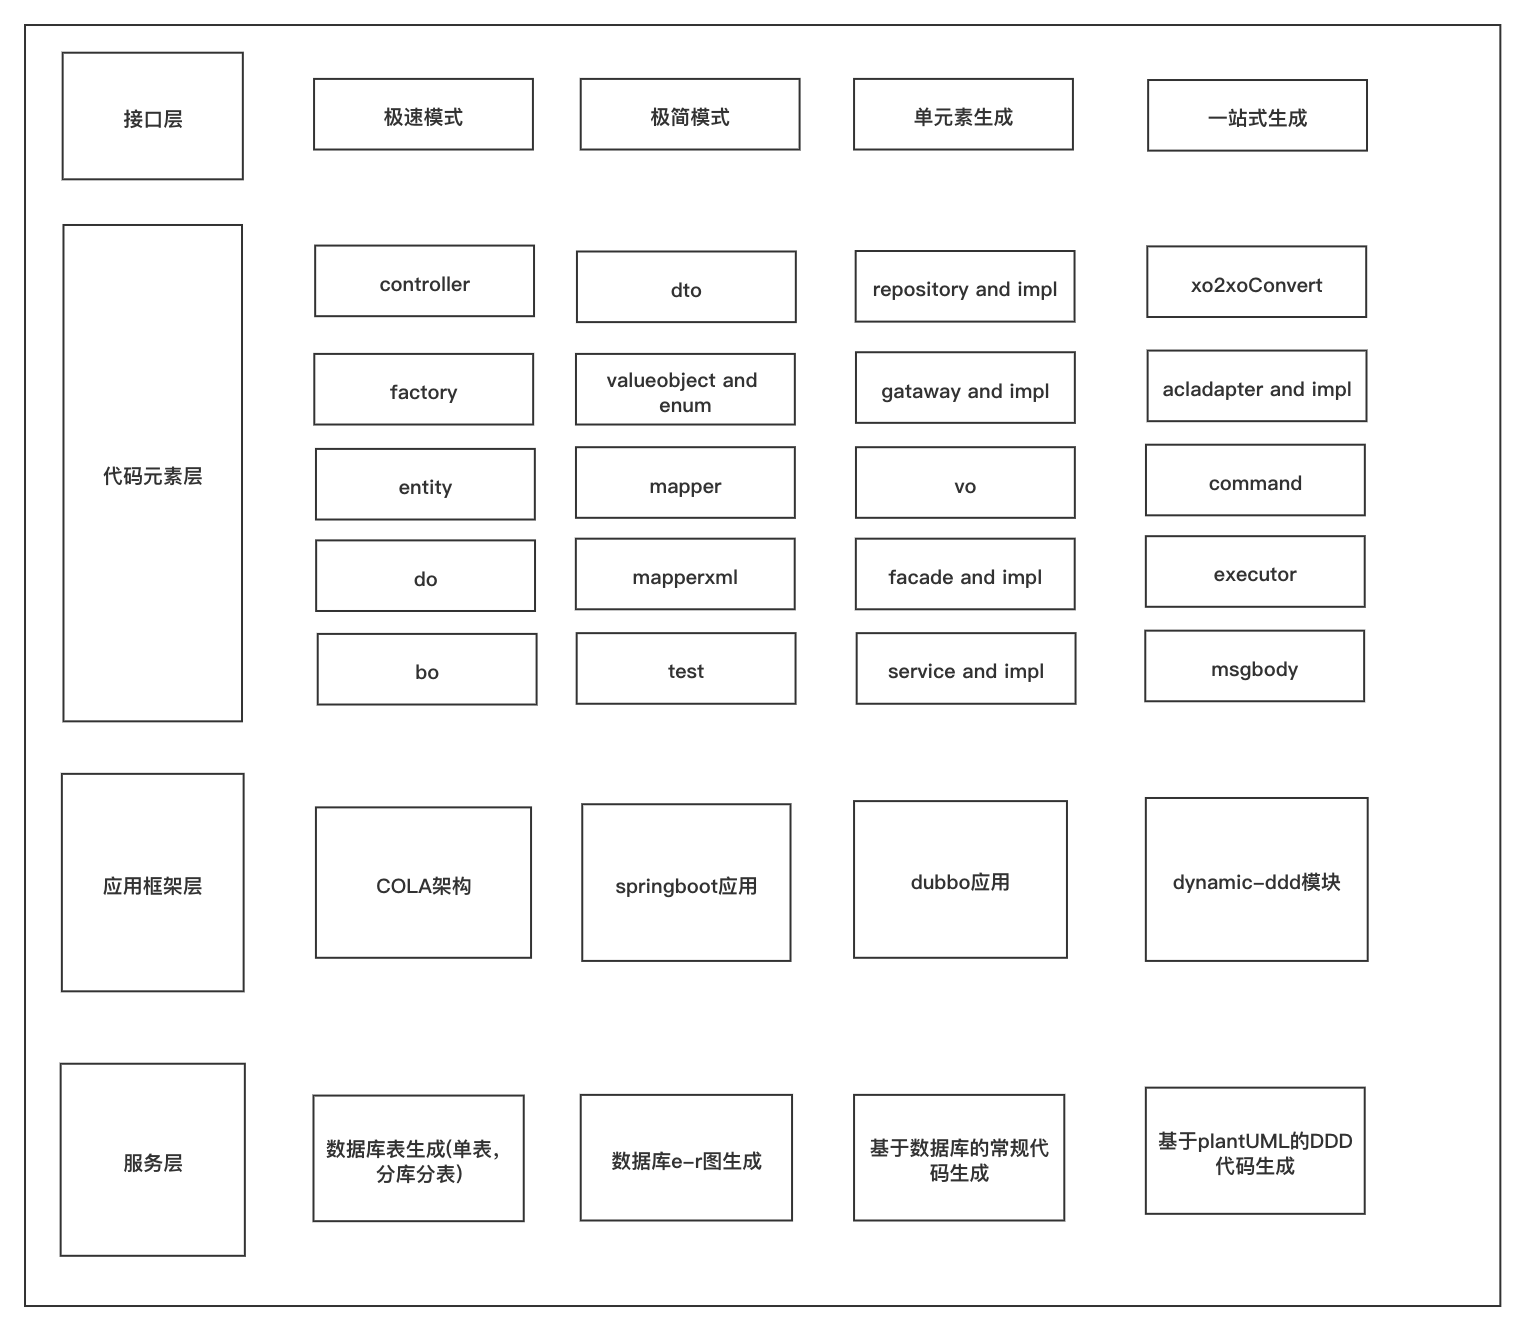 接口层
极速模式
极简模式
单元素生成
一站式生成
代码元素层
controller
dto
repository and impl
xo2xoConvert
factory
valueobject and
enum
gataway and impl
acladapter and impl
entity
mapper
vo
command
do
mapperxml
facade and impl
executor
bo
test
service and impl
msgbody
应用框架层
COLA架构
springboot应用
dubbo应用
dynamic-ddd模块
服务层
数据库表生成(单表，
分库分表)
数据库e-r图生成
基于数据库的常规代
码生成
基于plantUML的DDD
代码生成